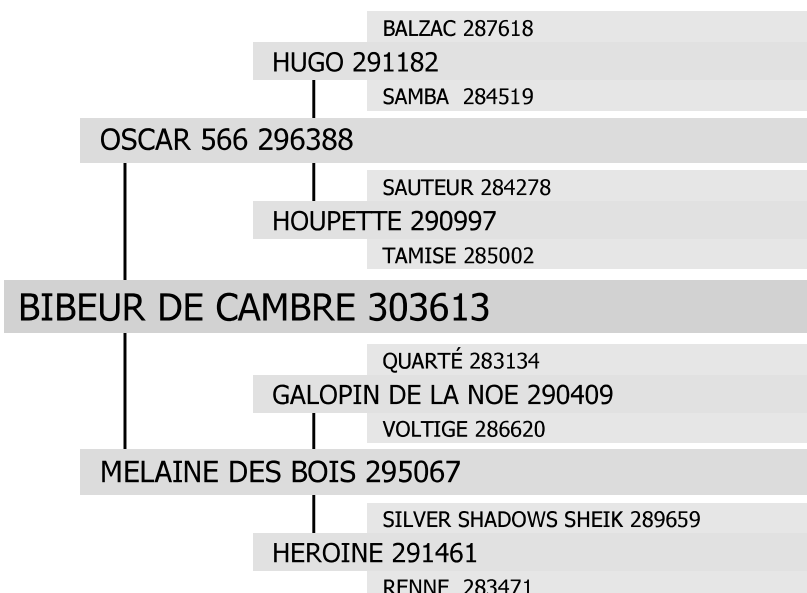 BALZAC 287618
HUGO 291182
SAMBA 284519
OSCAR 566 296388
SAUTEUR 284278
HOUPETTE 290997
TAMISE 285002
BIBEUR DE CAMBRE 303613
QUARTÉ 283134
GALOPIN DE LA NOE 290409
VOLTIGE 286620
MELAINE DES BOIS 295067
SILVER SHADOWS SHEIK 289659
HEROINE 291461
RENNE 283471